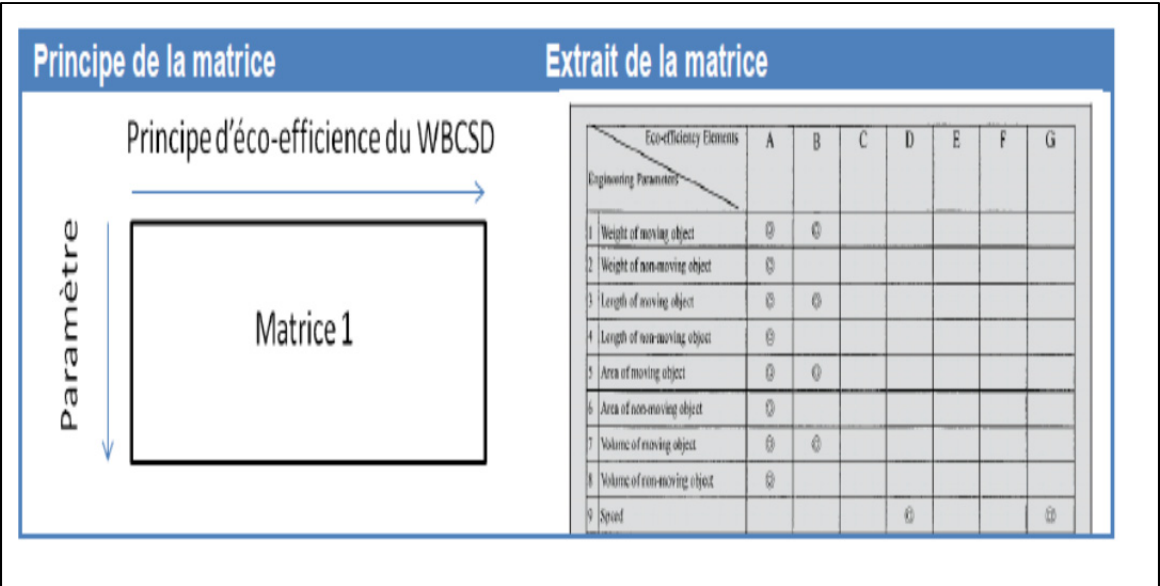 Principe de la matrice
Extrait de la matrice
Principe d'éco-efficience du WBCSD
Paramètre
Matrice 1
Eco-efficiency Elements A B C D E F G
Engineering Parameters
1 Weight of moving object ◎ ◎
2 Weight of non-moving object ◎
3 Length of moving object ◎ ◎
4 Length of non-moving object ◎
5 Area of moving object ◎ ◎
6 Area of non-moving object ◎
7 Volume of moving object ◎ ◎
8 Volume of non-moving object ◎
9 Speed ◎ ◎